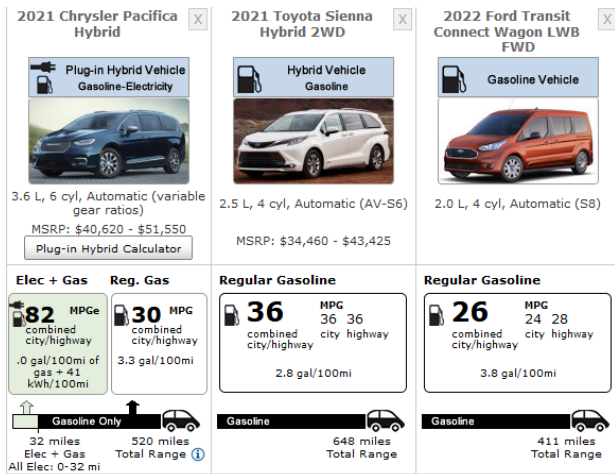 2021 Chrysler Pacifica
Hybrid
X
Plug-in Hybrid Vehicle
Gasoline-Electricity
3.6 L, 6 cyl, Automatic (variable
gear ratios)
MSRP: $40,620 - $51,550
Plug-in Hybrid Calculator
2021 Toyota Sienna
Hybrid 2WD
X
Hybrid Vehicle
Gasoline
2.5 L, 4 cyl, Automatic (AV-S6)
MSRP: $34,460 - $43,425
2022 Ford Transit
Connect Wagon LWB
FWD
X
Gasoline Vehicle
2.0 L, 4 cyl, Automatic (S8)
Elec + Gas
82 MPGe
combined
city/highway
.0 gal/100mi of
gas + 41
kWh/100mi
Reg. Gas
30 MPG
combined
city/highway
3.3 gal/100mi
Gasoline Only
32 miles
Elec + Gas
All Elec: 0-32 mi
520 miles
Total Range
Regular Gasoline
36
combined
city/highway
MPG
36 36
city highway
2.8 gal/100mi
Gasoline
648 miles
Total Range
Regular Gasoline
26
combined
city/highway
MPG
24 28
city highway
3.8 gal/100mi
Gasoline
411 miles
Total Range